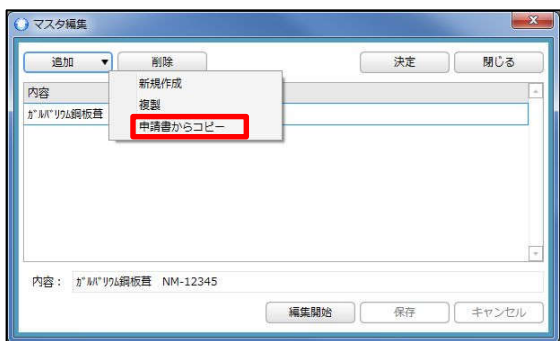 マスタ編集
追加 ▼ 削除 決定 閉じる
新規作成
複製
申請書からコピー
内容
ｶﾞﾙﾊﾞﾘｳﾑ鋼板葺
内容： ｶﾞﾙﾊﾞﾘｳﾑ鋼板葺 NM-12345
編集開始 保存 キャンセル